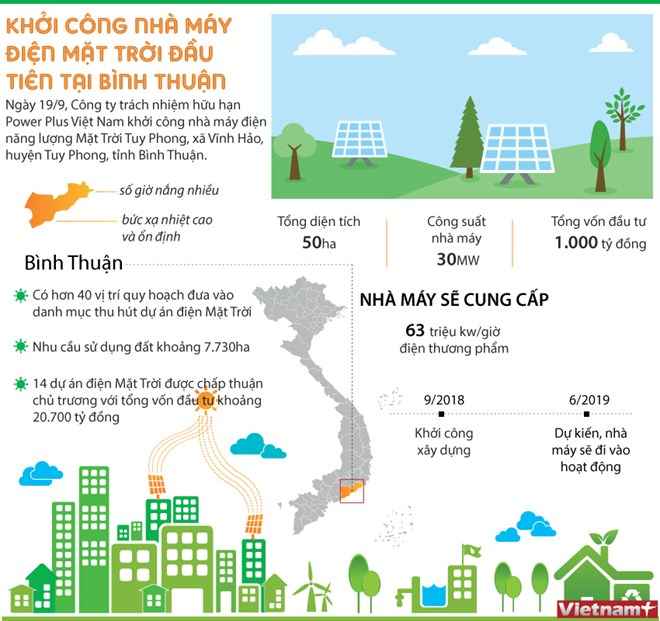 KHỞI CÔNG NHÀ MÁY
ĐIỆN MẶT TRỜI ĐẦU
TIÊN TẠI BÌNH THUẬN
Ngày 19/9, Công ty trách nhiệm hữu hạn
Power Plus Việt Nam khởi công nhà máy điện
năng lượng Mặt Trời Tuy Phong, xã Vĩnh Hảo,
huyện Tuy Phong, tỉnh Bình Thuận.
số giờ nắng nhiều
bức xạ nhiệt cao
và ổn định
Tổng diện tích
50ha
Công suất
nhà máy
30MW
Tổng vốn đầu tư
1.000 tỷ đồng
Bình Thuận
Có hơn 40 vị trí quy hoạch đưa vào
danh mục thu hút dự án điện Mặt Trời
Nhu cầu sử dụng đất khoảng 7.730ha
14 dự án điện Mặt Trời được chấp thuận
chủ trương với tổng vốn đầu tư khoảng
20.700 tỷ đồng
NHÀ MÁY SẼ CUNG CẤP
63 triệu kw/giờ
điện thương phẩm
9/2018
Khởi công
xây dựng
6/2019
Dự kiến, nhà
máy sẽ đi vào
hoạt động
Vietnam+